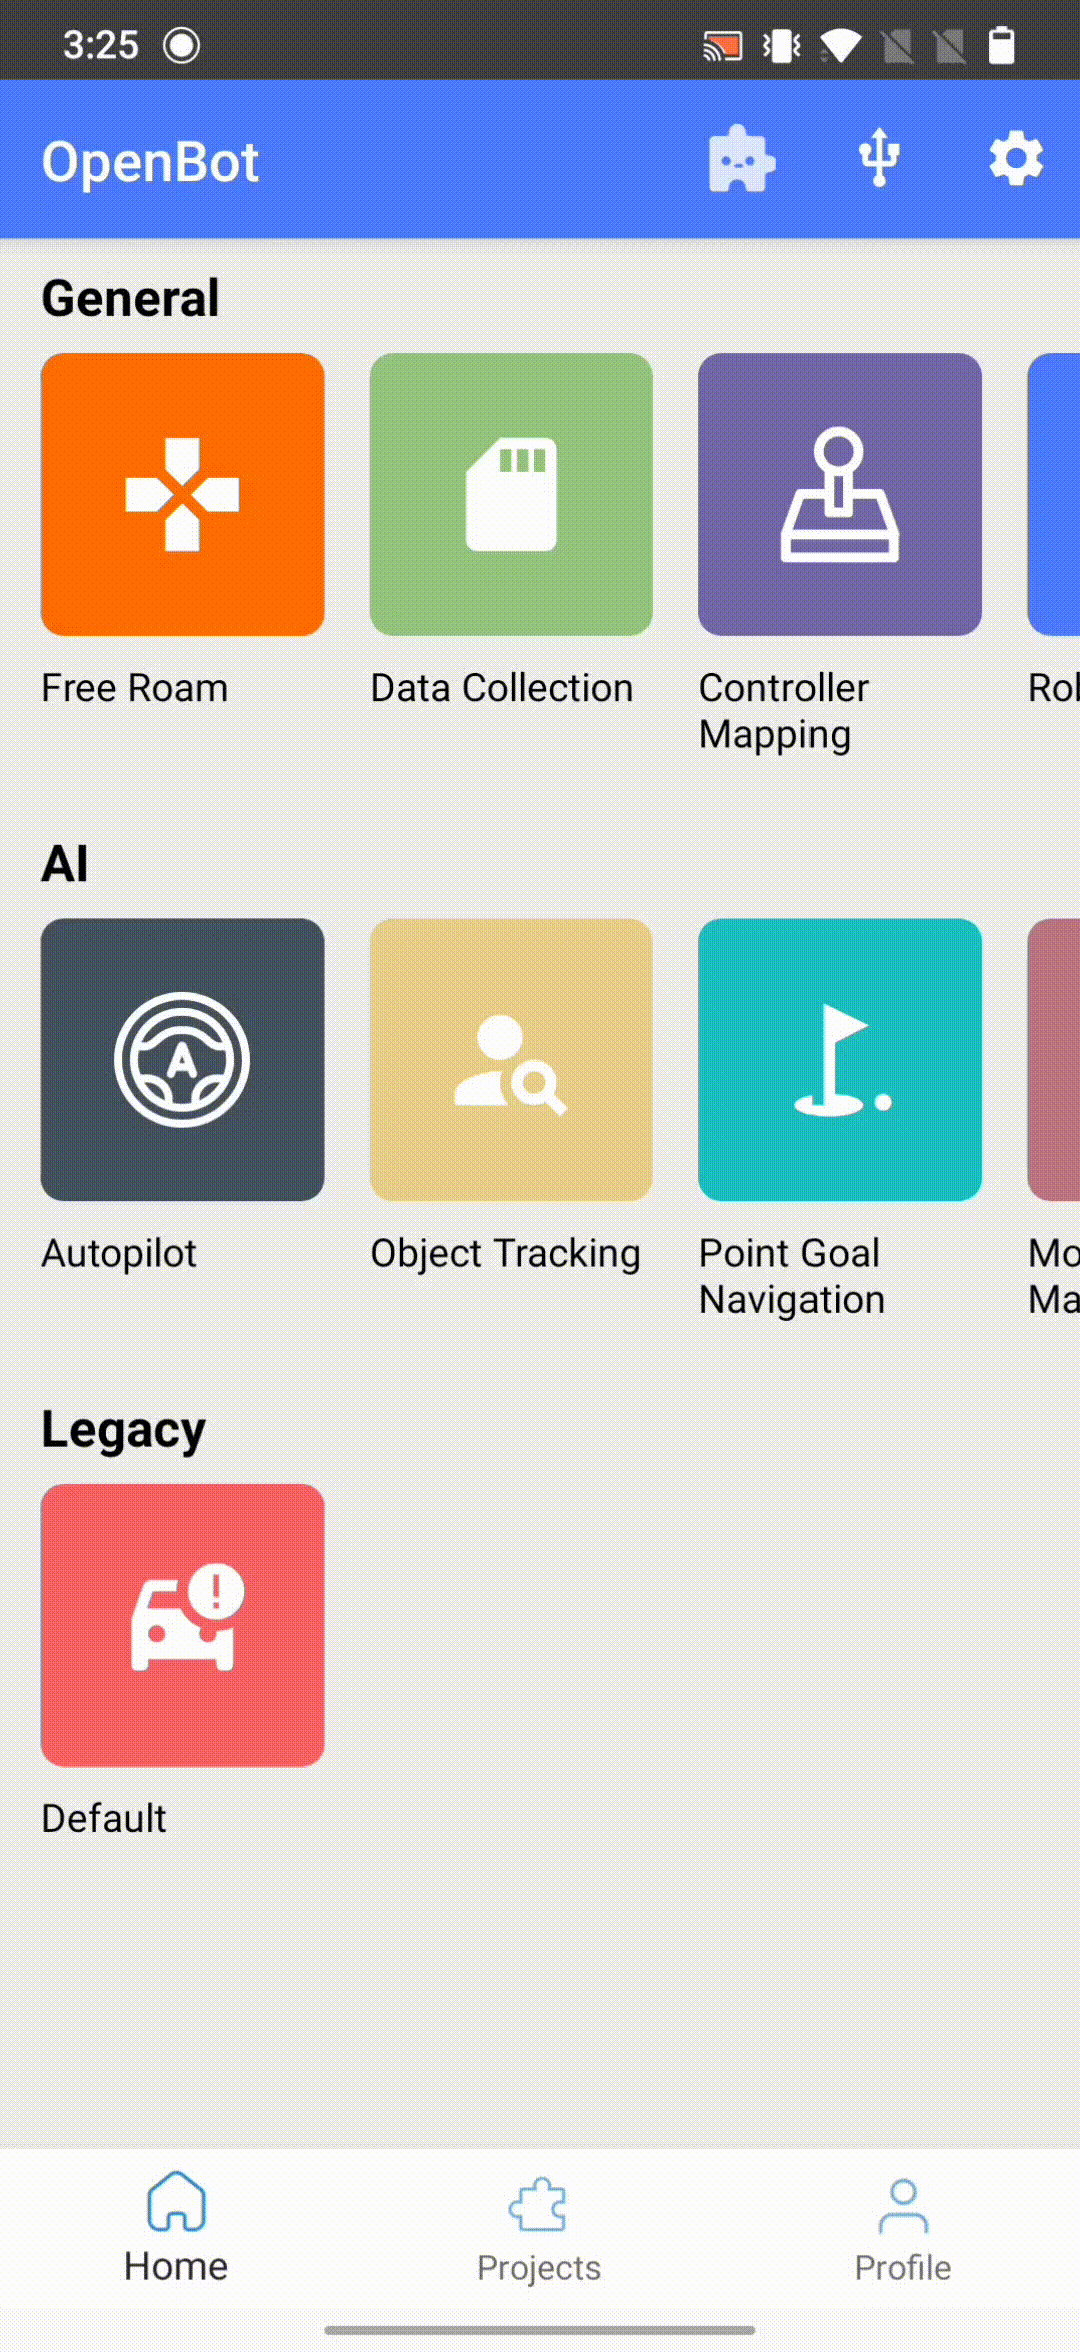 3:25
OpenBot
General
Free Roam
Data Collection
Controller
Mapping
AI
A
Autopilot
Object Tracking
Point Goal
Navigation
Mo
Ma
Legacy
!
Default
Home
Projects
Profile